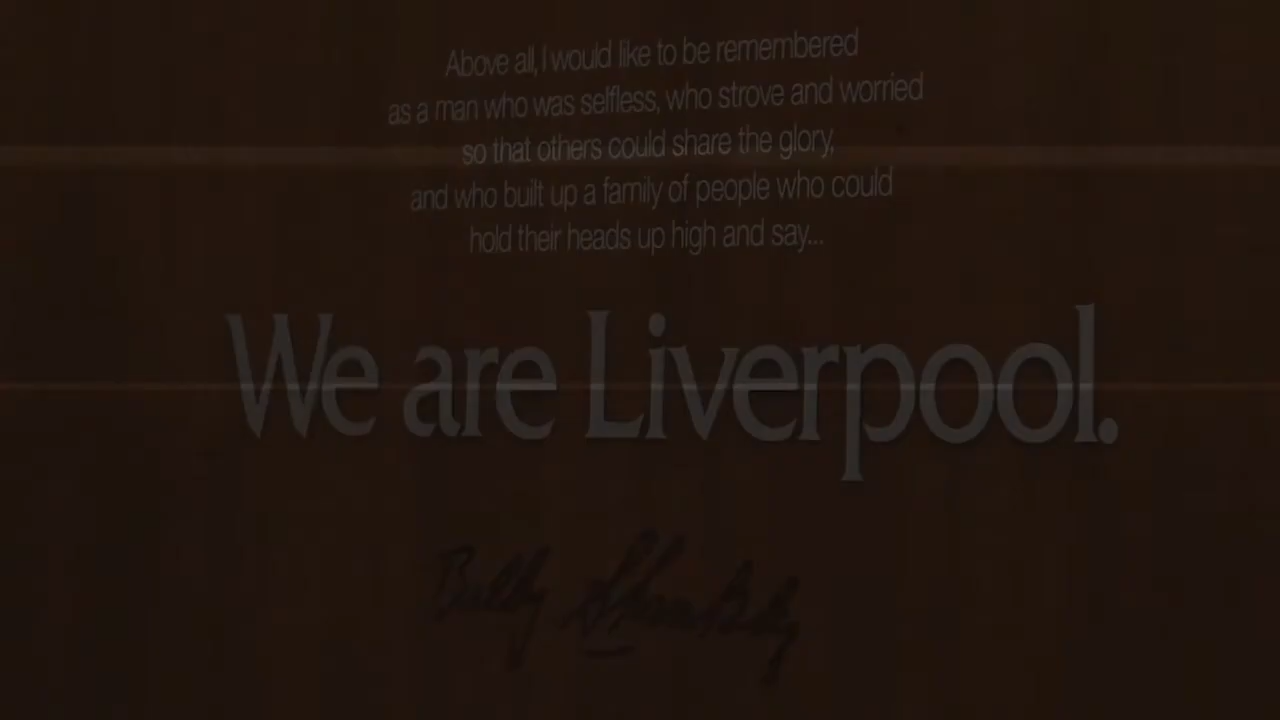 Above all, I would like to be remembered
as a man who was selfless, who strove and worried
so that others could share the glory,
and who built up a family of people who could
hold their heads up high and say...
We are Liverpool.
Billy Shankly